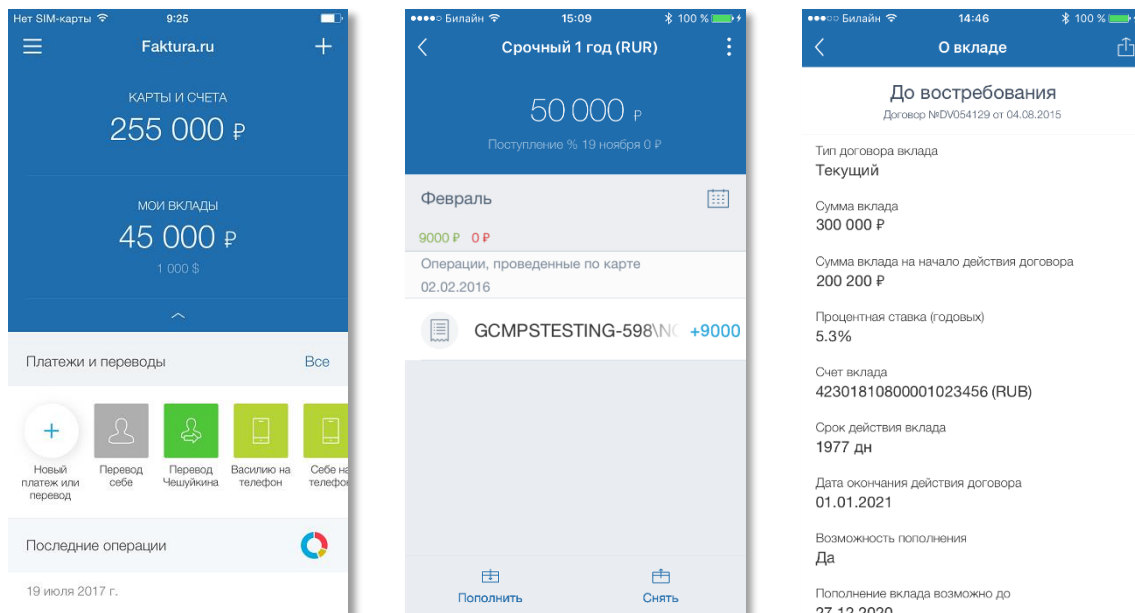 Нет SIM-карты 9:25
Faktura.ru
КАРТЫ И СЧЕТА
255 000 ₽
МОИ ВКЛАДЫ
45 000 ₽
1 000 $
Платежи и переводы Все
Новый платеж или перевод
Перевод себе
Перевод Чешуйкина
Василию на телефон
Себе на телефо
Последние операции
19 июля 2017 г.
Билайн 15:09 100 %
Срочный 1 год (RUR)
50 000 ₽
Поступление % 19 ноября 0 ₽
Февраль
9000 ₽ 0 ₽
Операции, проведенные по карте
02.02.2016
GCMPSTESTING-598\NC +9000
Пополнить Снять
Билайн 14:46 100 %
О вкладе
До востребования
Договор №DV054129 от 04.08.2015
Тип договора вклада
Текущий
Сумма вклада
300 000 ₽
Сумма вклада на начало действия договора
200 200 ₽
Процентная ставка (годовых)
5.3%
Счет вклада
42301810800001023456 (RUB)
Срок действия вклада
1977 дн
Дата окончания действия договора
01.01.2021
Возможность пополнения
Да
Пополнение вклада возможно до
27.12.2020